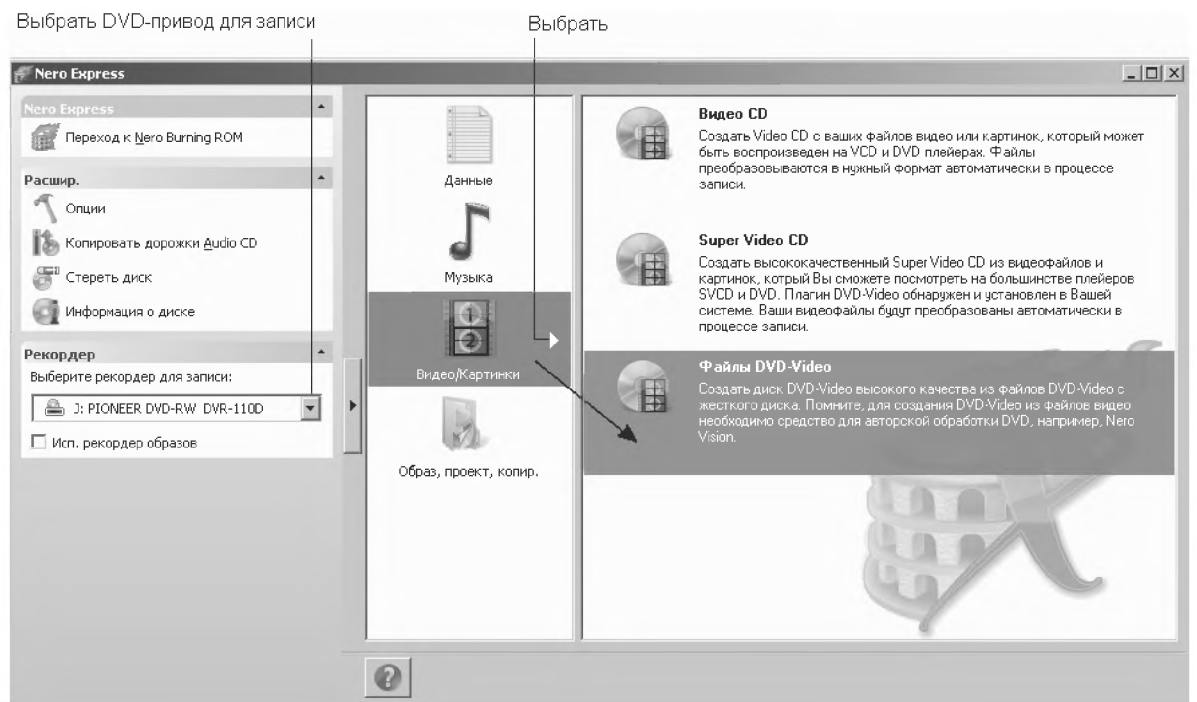 Выбрать DVD-привод для записи
Выбрать
Nero Express
Nero Express
Переход к Nero Burning ROM
Расшир.
Опции
Копировать дорожки Audio CD
Стереть диск
Информация о диске
Рекордер
Выберите рекордер для записи:
J: PIONEER DVD-RW DVR-110D
Исп. рекордер образов
Данные
Музыка
1
2
Видео/Картинки
Образ, проект, копир.
Видео CD
Создать Video CD с ваших файлов видео или картинок, который может
быть воспроизведен на VCD и DVD плейерах. Файлы
преобразовываются в нужный формат автоматически в процессе
записи.
Super Video CD
Создать высококачественный Super Video CD из видеофайлов и
картинок, котрый Вы сможете посмотреть на большинстве плейеров
SVCD и DVD. Плагин DVD-Video обнаружен и установлен в Вашей
системе. Ваши видеофайлы будут преобразованы автоматически в
процессе записи.
Файлы DVD-Video
Создать диск DVD-Video высокого качества из файлов DVD-Video с
жесткого диска. Помните, для создания DVD-Video из файлов видео
необходимо средство для авторской обработки DVD, например, Nero
Vision.
?